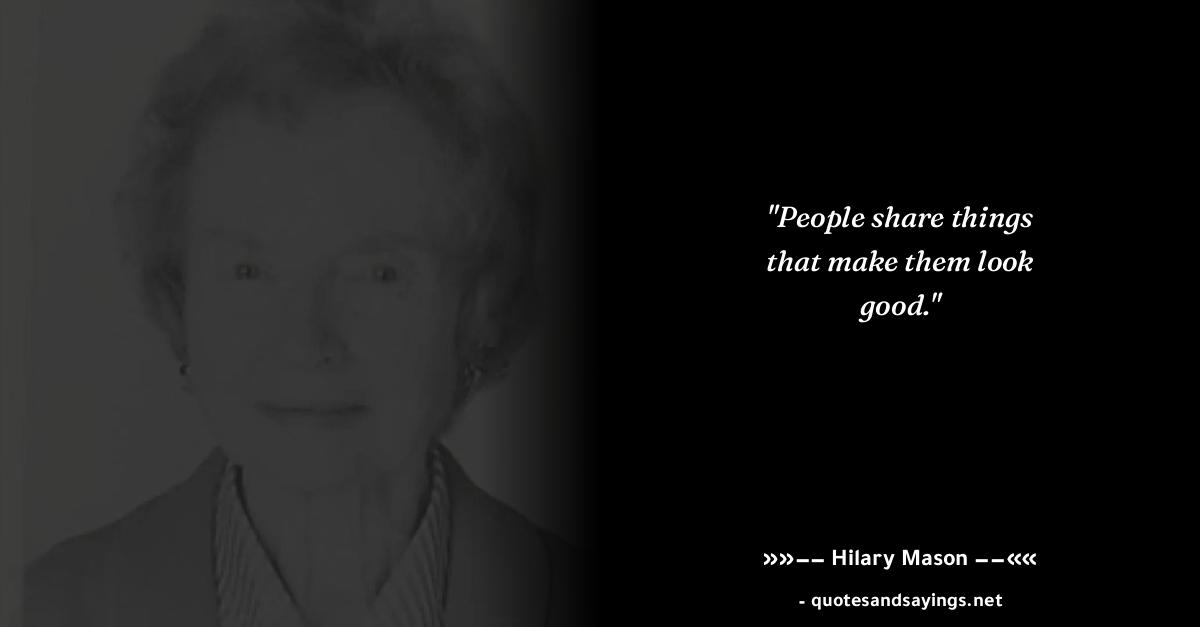 "People share things
that make them look
good."
»»−− Hilary Mason −−««
- quotesandsayings.net